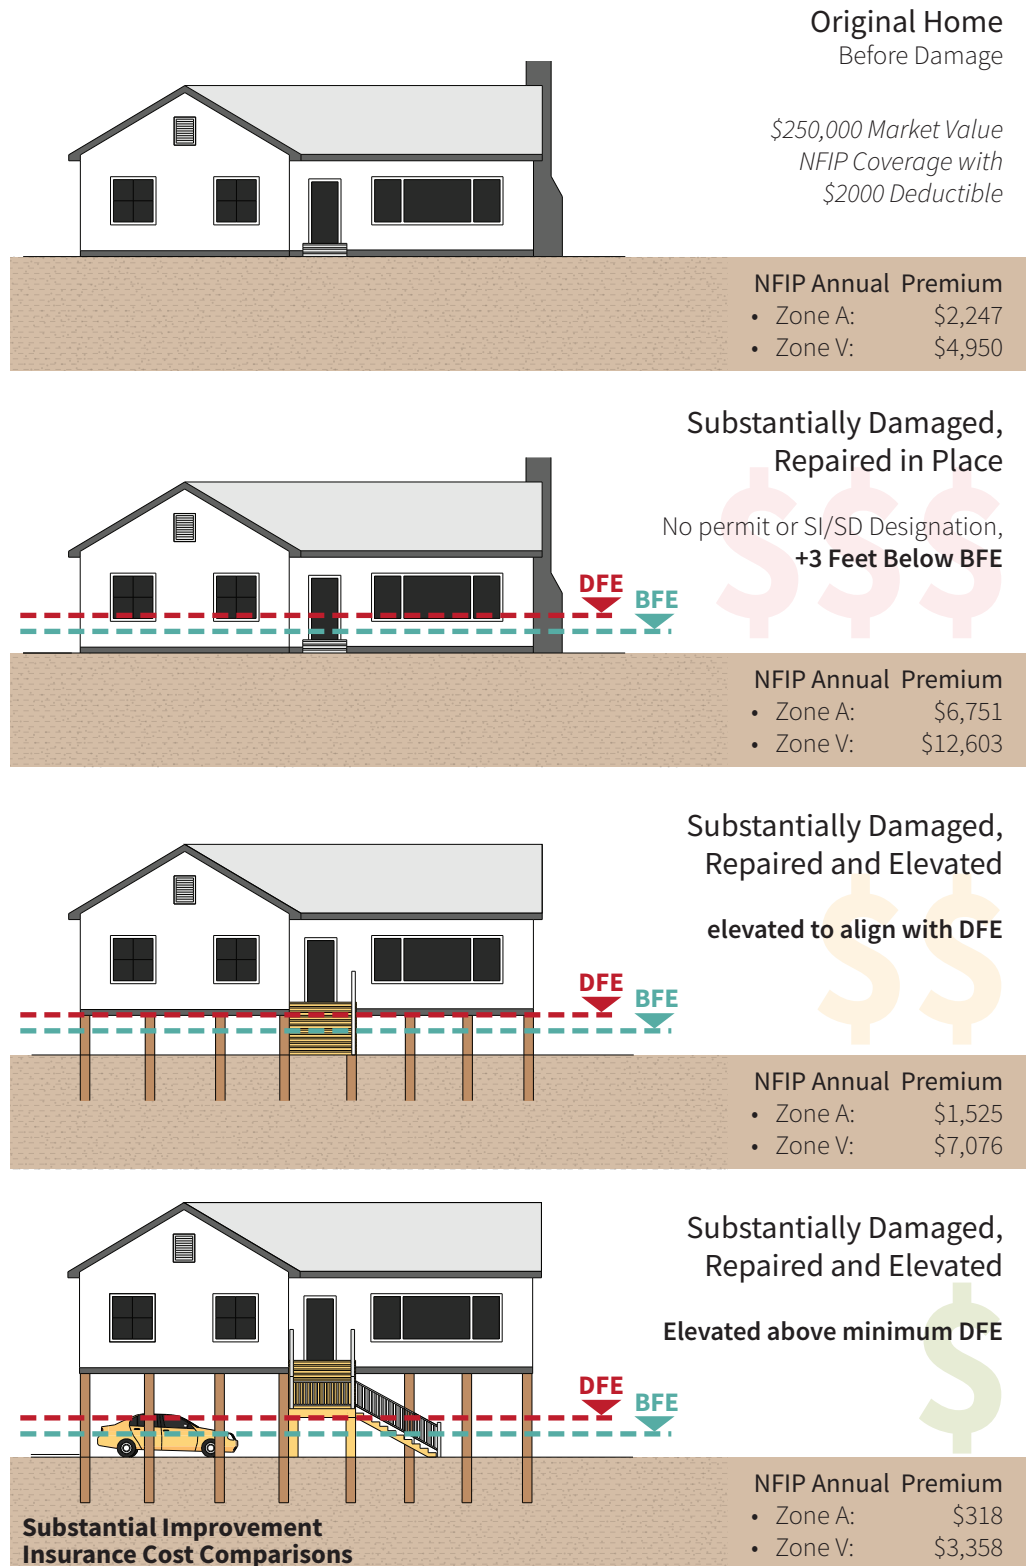 Original Home
Before Damage
$250,000 Market Value
NFIP Coverage with
$2000 Deductible
NFIP Annual Premium
• Zone A: $2,247
• Zone V: $4,950
Substantially Damaged,
Repaired in Place
$$$
No permit or SI/SD Designation,
+3 Feet Below BFE
DFE
BFE
NFIP Annual Premium
• Zone A: $6,751
• Zone V: $12,603
Substantially Damaged,
Repaired and Elevated
$$
elevated to align with DFE
DFE
BFE
NFIP Annual Premium
• Zone A: $1,525
• Zone V: $7,076
Substantially Damaged,
Repaired and Elevated
$
Elevated above minimum DFE
DFE
BFE
NFIP Annual Premium
• Zone A: $318
• Zone V: $3,358
Substantial Improvement
Insurance Cost Comparisons